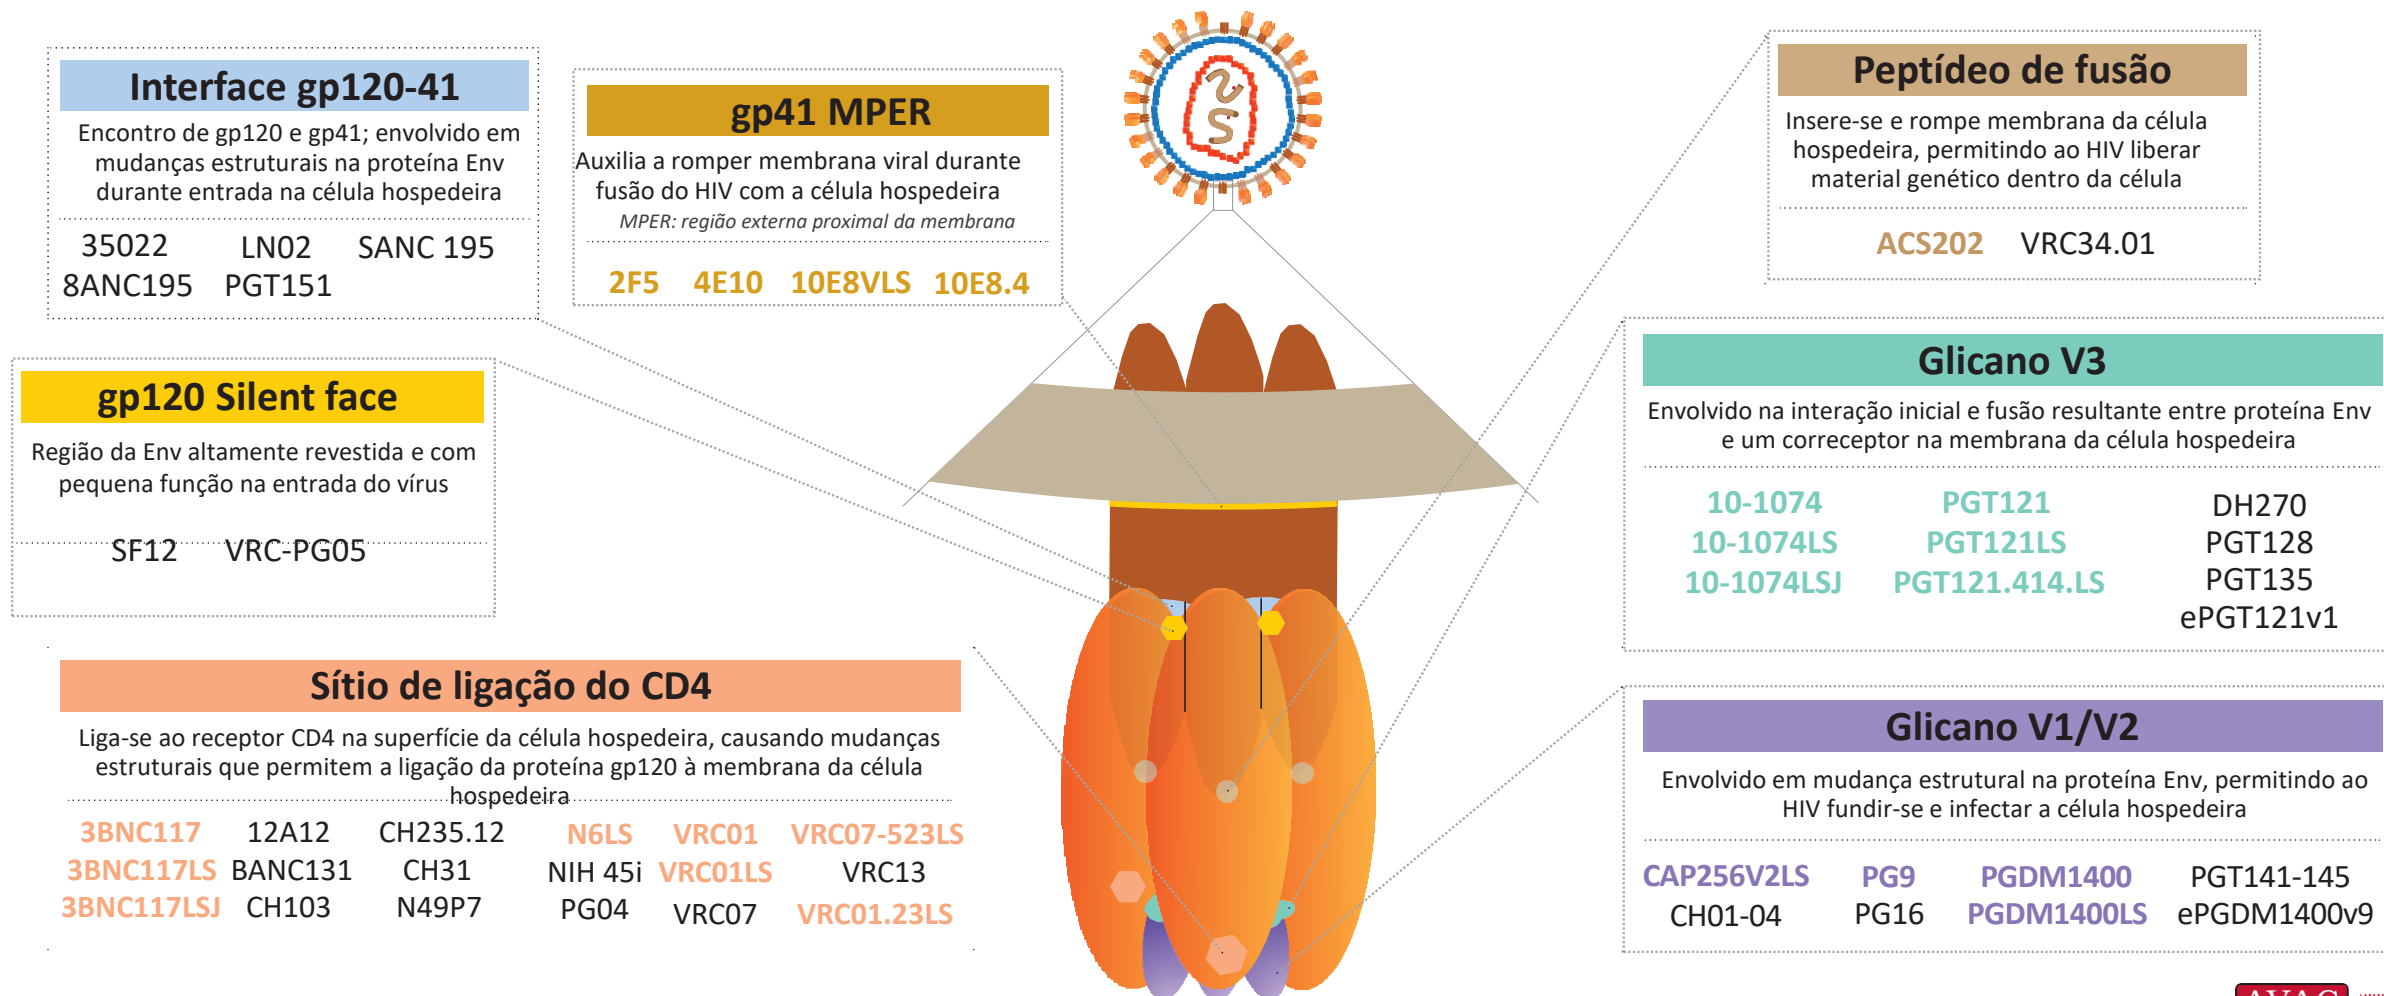 Interface gp120-41
Encontro de gp120 e gp41; envolvido em
mudanças estruturais na proteína Env
durante entrada na célula hospedeira
35022 LN02 SANC 195
8ANC195 PGT151
gp41 MPER
Auxilia a romper membrana viral durante
fusão do HIV com a célula hospedeira
MPER: região externa proximal da membrana
2F5 4E10 10E8VLS 10E8.4
Peptídeo de fusão
Insere-se e rompe membrana da célula
hospedeira, permitindo ao HIV liberar
material genético dentro da célula
ACS202 VRC34.01
gp120 Silent face
Região da Env altamente revestida e com
pequena função na entrada do vírus
SF12 VRC-PG05
Glicano V3
Envolvido na interação inicial e fusão resultante entre proteína Env
e um correceptor na membrana da célula hospedeira
10-1074 PGT121 DH270
10-1074LS PGT121LS PGT128
10-1074LSJ PGT121.414.LS PGT135
ePGT121v1
Sítio de ligação do CD4
Liga-se ao receptor CD4 na superfície da célula hospedeira, causando mudanças
estruturais que permitem a ligação da proteína gp120 à membrana da célula
hospedeira
3BNC117 12A12 CH235.12 N6LS VRC01 VRC07-523LS
3BNC117LS BANC131 CH31 NIH 45i VRC01LS VRC13
3BNC117LSJ CH103 N49P7 PG04 VRC07 VRC01.23LS
Glicano V1/V2
Envolvido em mudança estrutural na proteína Env, permitindo ao
HIV fundir-se e infectar a célula hospedeira
CAP256V2LS PG9 PGDM1400 PGT141-145
CH01-04 PG16 PGDM1400LS ePGDM1400v9
AVAC